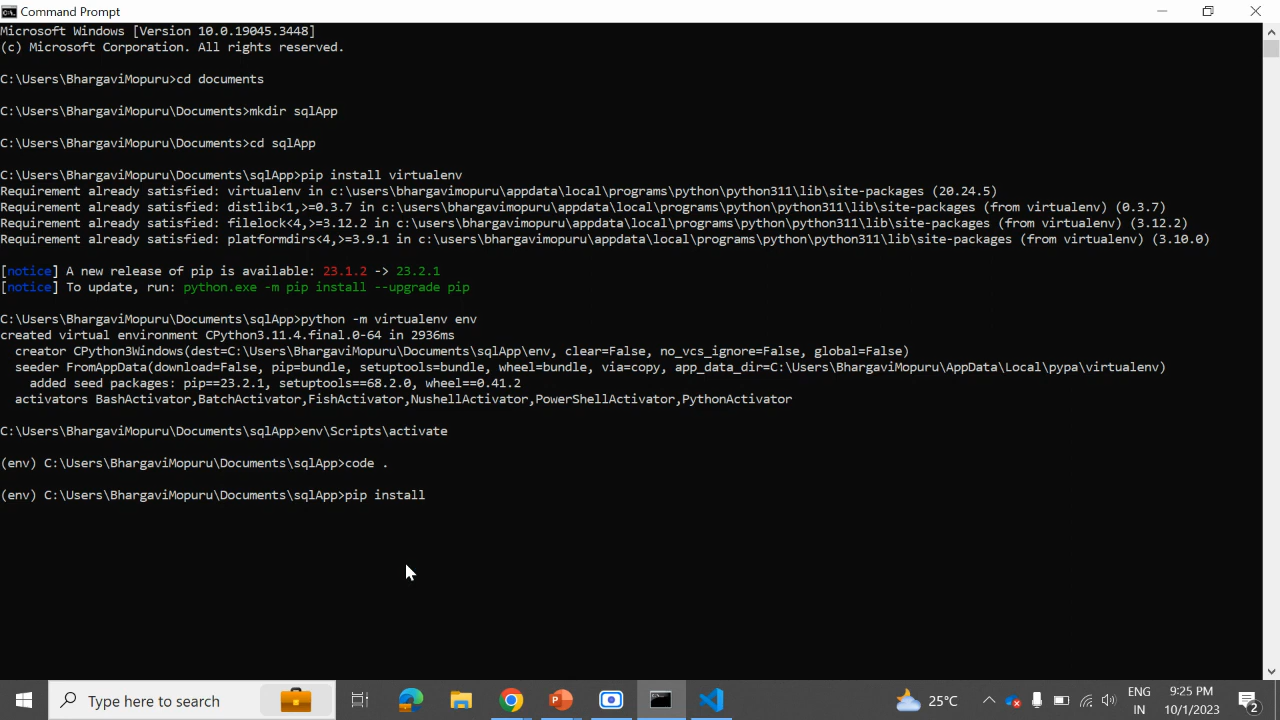 Command Prompt
Microsoft Windows [Version 10.0.19045.3448]
(c) Microsoft Corporation. All rights reserved.
C:\Users\BhargaviMopuru>cd documents
C:\Users\BhargaviMopuru\Documents>mkdir sqlApp
C:\Users\BhargaviMopuru\Documents>cd sqlApp
C:\Users\BhargaviMopuru\Documents\sqlApp>pip install virtualenv
Requirement already satisfied: virtualenv in c:\users\bhargavimopuru\appdata\local\programs\python\python311\lib\site-packages (20.24.5)
Requirement already satisfied: distlib<1,>=0.3.7 in c:\users\bhargavimopuru\appdata\local\programs\python\python311\lib\site-packages (from virtualenv) (0.3.7)
Requirement already satisfied: filelock<4,>=3.12.2 in c:\users\bhargavimopuru\appdata\local\programs\python\python311\lib\site-packages (from virtualenv) (3.12.2)
Requirement already satisfied: platformdirs<4,>=3.9.1 in c:\users\bhargavimopuru\appdata\local\programs\python\python311\lib\site-packages (from virtualenv) (3.10.0)
[notice] A new release of pip is available: 23.1.2 -> 23.2.1
[notice] To update, run: python.exe -m pip install --upgrade pip
C:\Users\BhargaviMopuru\Documents\sqlApp>python -m virtualenv env
created virtual environment CPython3.11.4.final.0-64 in 2936ms
creator CPython3Windows(dest=C:\Users\BhargaviMopuru\Documents\sqlApp\env, clear=False, no_vcs_ignore=False, global=False)
seeder FromAppData(download=False, pip=bundle, setuptools=bundle, wheel=bundle, via=copy, app_data_dir=C:\Users\BhargaviMopuru\AppData\Local\pypa\virtualenv)
added seed packages: pip==23.2.1, setuptools==68.2.0, wheel==0.41.2
activators BashActivator,BatchActivator,FishActivator,NushellActivator,PowerShellActivator,PythonActivator
C:\Users\BhargaviMopuru\Documents\sqlApp>env\Scripts\activate
(env) C:\Users\BhargaviMopuru\Documents\sqlApp>code .
(env) C:\Users\BhargaviMopuru\Documents\sqlApp>pip install
Type here to search
25°C
ENG
IN
9:25 PM
10/1/2023
2